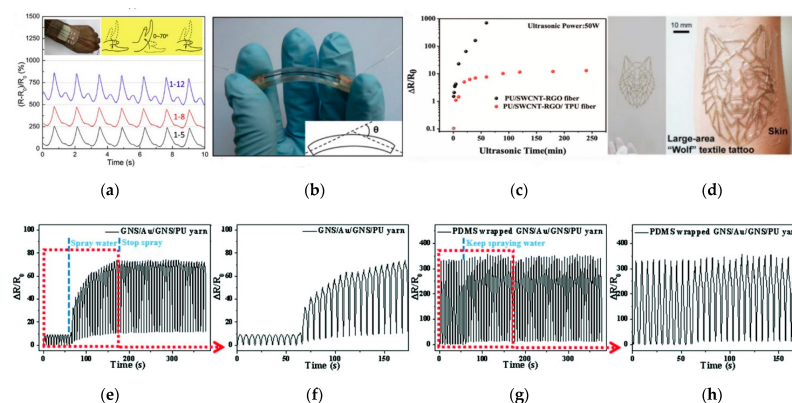 0~70°
(R-R₀)/R₀ (%)
1250
1000
750
500
250
0
1-12
1-8
1-5
0 2 4 6 8 10
Time (s)
θ
Ultrasonic Power:50W
ΔR/R0
1000
100
10
1
0.1
PU/SWCNT-RGO fiber
PU/SWCNT-RGO/ TPU fiber
0 50 100 150 200 250
Ultrasonic Time(min)
10 mm
Large-area
"Wolf" textile tattoo
Skin
(a) (b) (c) (d)
GNS/Au/GNS/PU yarn
Spray water
Stop spray
ΔR/R₀
100
80
60
40
20
0
0 100 200 300
Time (s)
GNS/Au/GNS/PU yarn
ΔR/R₀
100
80
60
40
20
0
0 50 100 150
Time (s)
PDMS wrapped GNS/Au/GNS/PU yarn
Keep spraying water
ΔR/R₀
400
300
200
100
0
0 100 200 300
Time (s)
PDMS wrapped GNS/Au/GNS/PU yarn
ΔR/R₀
400
300
200
100
0
0 50 100 150
Time (s)
(e) (f) (g) (h)